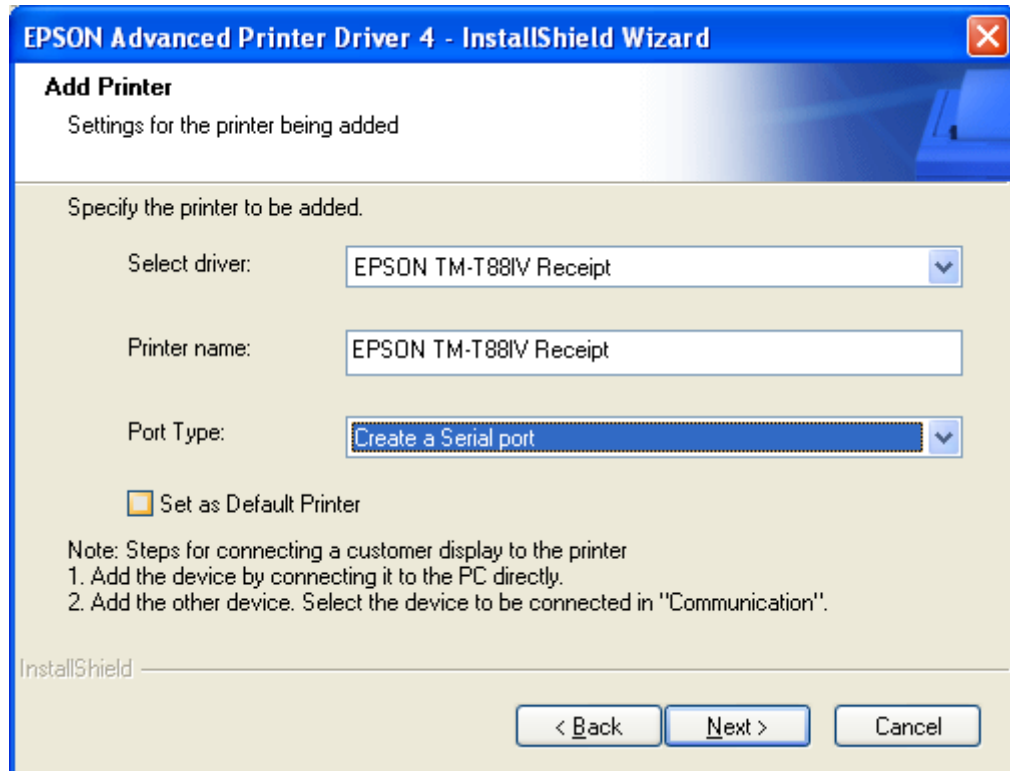 EPSON Advanced Printer Driver 4 - InstallShield Wizard
Add Printer
Settings for the printer being added
Specify the printer to be added.
Select driver: EPSON TM-T88IV Receipt
Printer name: EPSON TM-T88IV Receipt
Port Type: Create a Serial port
Set as Default Printer
Note: Steps for connecting a customer display to the printer
1. Add the device by connecting it to the PC directly.
2. Add the other device. Select the device to be connected in "Communication".
InstallShield
< Back Next > Cancel